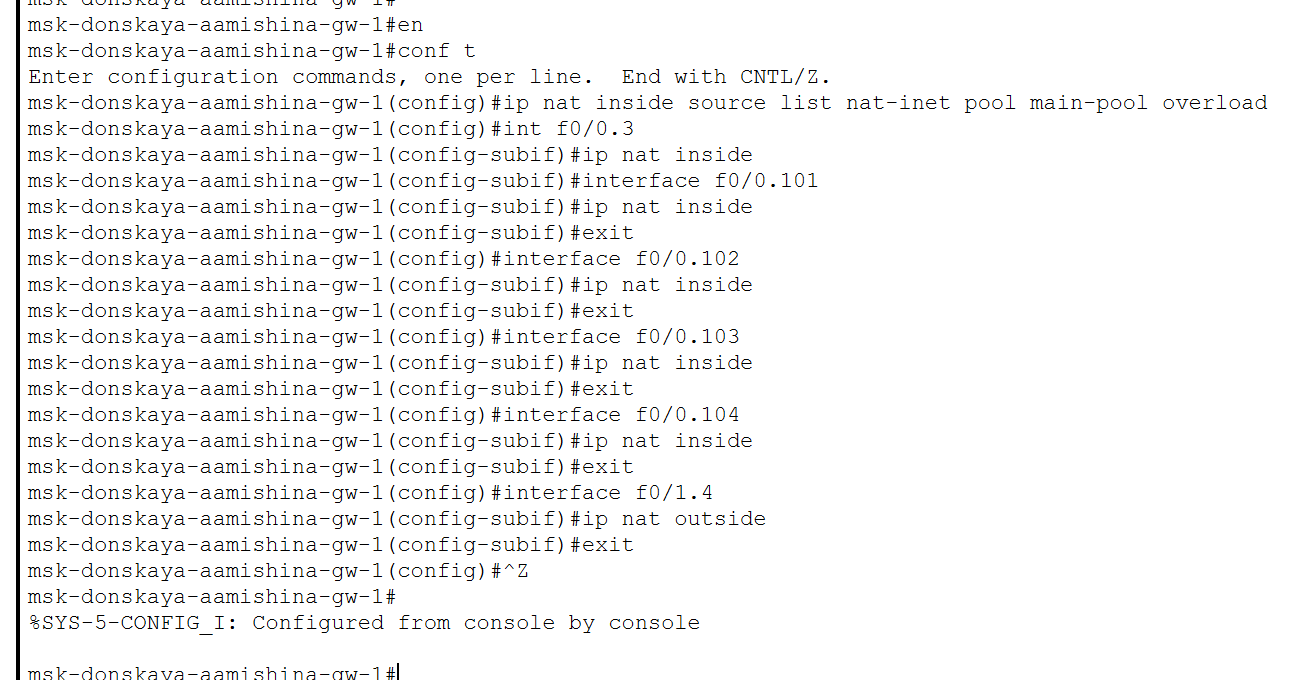 msk-donskaya-aamishina-gw-1#
msk-donskaya-aamishina-gw-1#en
msk-donskaya-aamishina-gw-1#conf t
Enter configuration commands, one per line.  End with CNTL/Z.
msk-donskaya-aamishina-gw-1(config)#ip nat inside source list nat-inet pool main-pool overload
msk-donskaya-aamishina-gw-1(config)#int f0/0.3
msk-donskaya-aamishina-gw-1(config-subif)#ip nat inside
msk-donskaya-aamishina-gw-1(config-subif)#interface f0/0.101
msk-donskaya-aamishina-gw-1(config-subif)#ip nat inside
msk-donskaya-aamishina-gw-1(config-subif)#exit
msk-donskaya-aamishina-gw-1(config)#interface f0/0.102
msk-donskaya-aamishina-gw-1(config-subif)#ip nat inside
msk-donskaya-aamishina-gw-1(config-subif)#exit
msk-donskaya-aamishina-gw-1(config)#interface f0/0.103
msk-donskaya-aamishina-gw-1(config-subif)#ip nat inside
msk-donskaya-aamishina-gw-1(config-subif)#exit
msk-donskaya-aamishina-gw-1(config)#interface f0/0.104
msk-donskaya-aamishina-gw-1(config-subif)#ip nat inside
msk-donskaya-aamishina-gw-1(config-subif)#exit
msk-donskaya-aamishina-gw-1(config)#interface f0/1.4
msk-donskaya-aamishina-gw-1(config-subif)#ip nat outside
msk-donskaya-aamishina-gw-1(config-subif)#exit
msk-donskaya-aamishina-gw-1(config)#^Z
msk-donskaya-aamishina-gw-1#
%SYS-5-CONFIG_I: Configured from console by console
msk-donskaya-aamishina-gw-1#